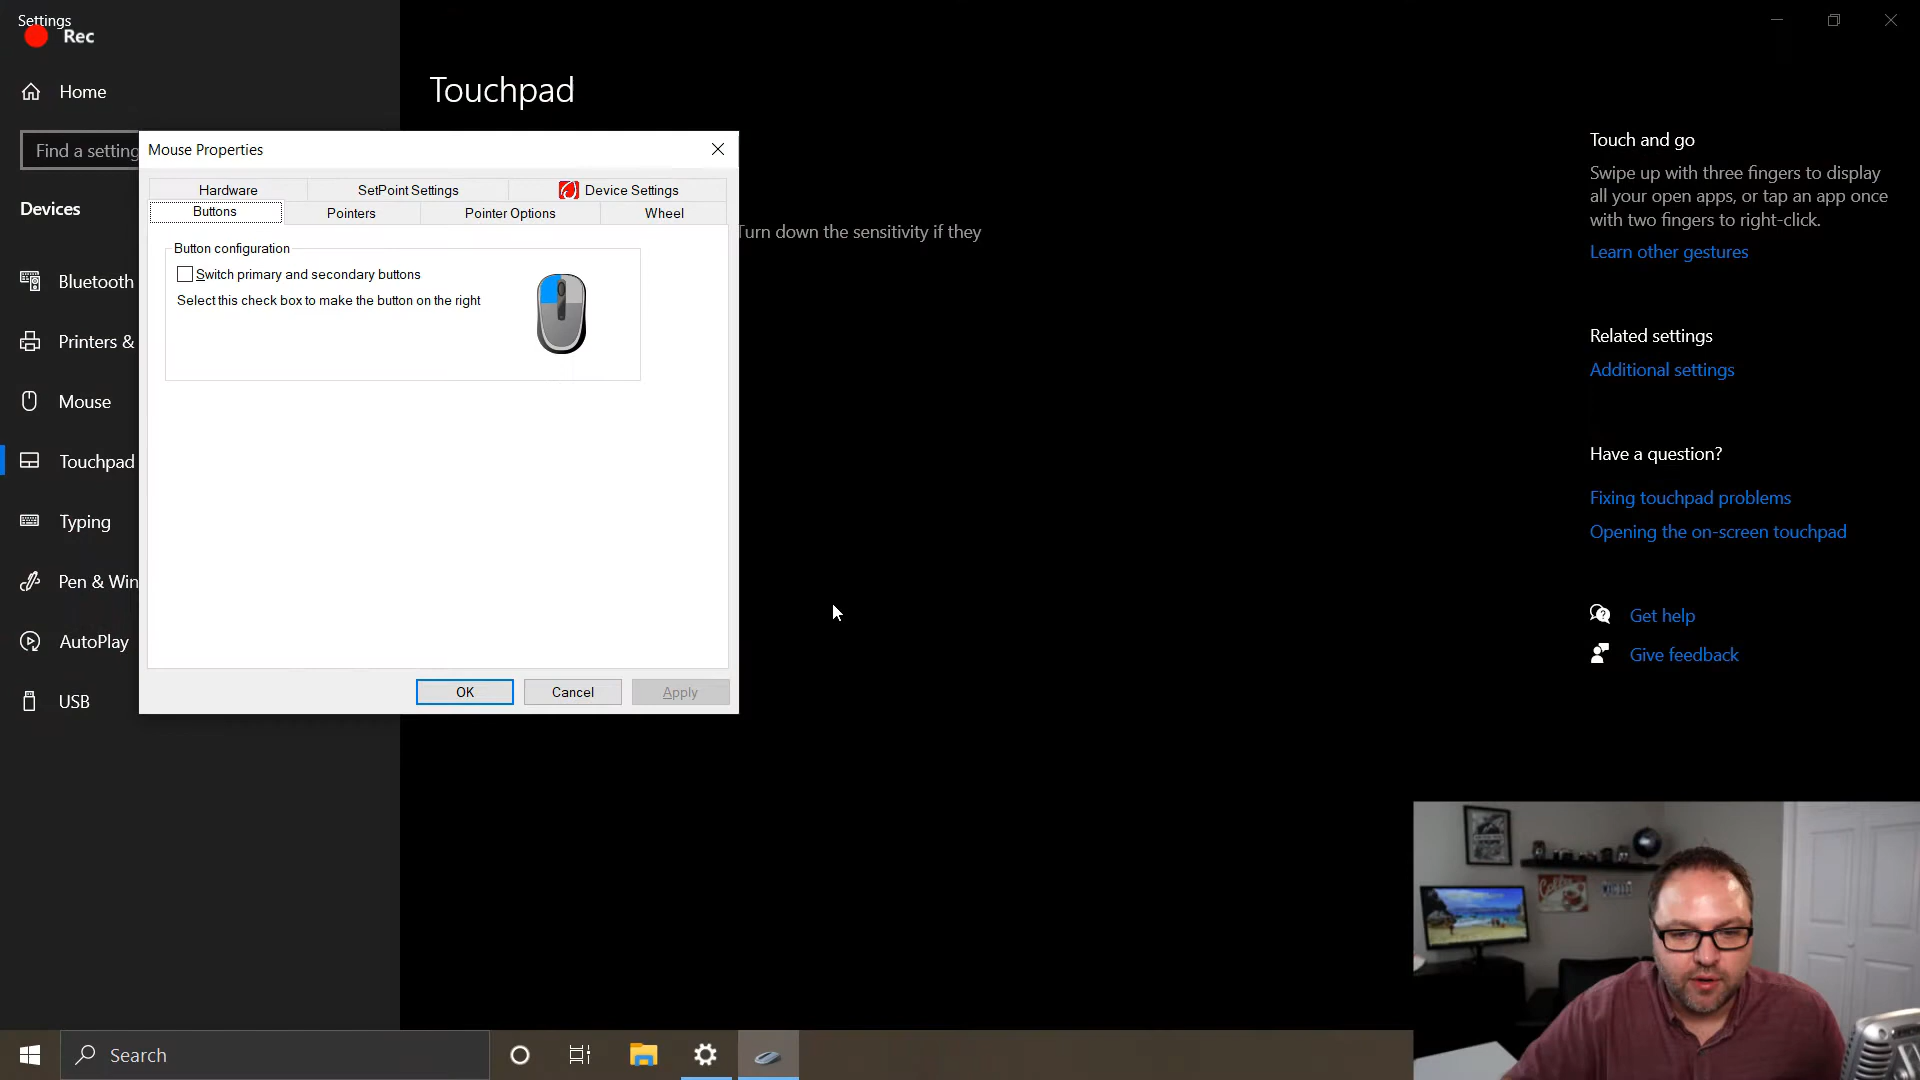 Settings
Rec
Home
Find a setting
Devices
Bluetooth
Printers &
Mouse
Touchpad
Typing
Pen & Win
AutoPlay
USB
Touchpad
Turn down the sensitivity if they
Mouse Properties
Hardware
SetPoint Settings
Device Settings
Buttons
Pointers
Pointer Options
Wheel
Button configuration
Switch primary and secondary buttons
Select this check box to make the button on the right
OK
Cancel
Apply
Touch and go
Swipe up with three fingers to display
all your open apps, or tap an app once
with two fingers to right-click.
Learn other gestures
Related settings
Additional settings
Have a question?
Fixing touchpad problems
Opening the on-screen touchpad
Get help
Give feedback
Search